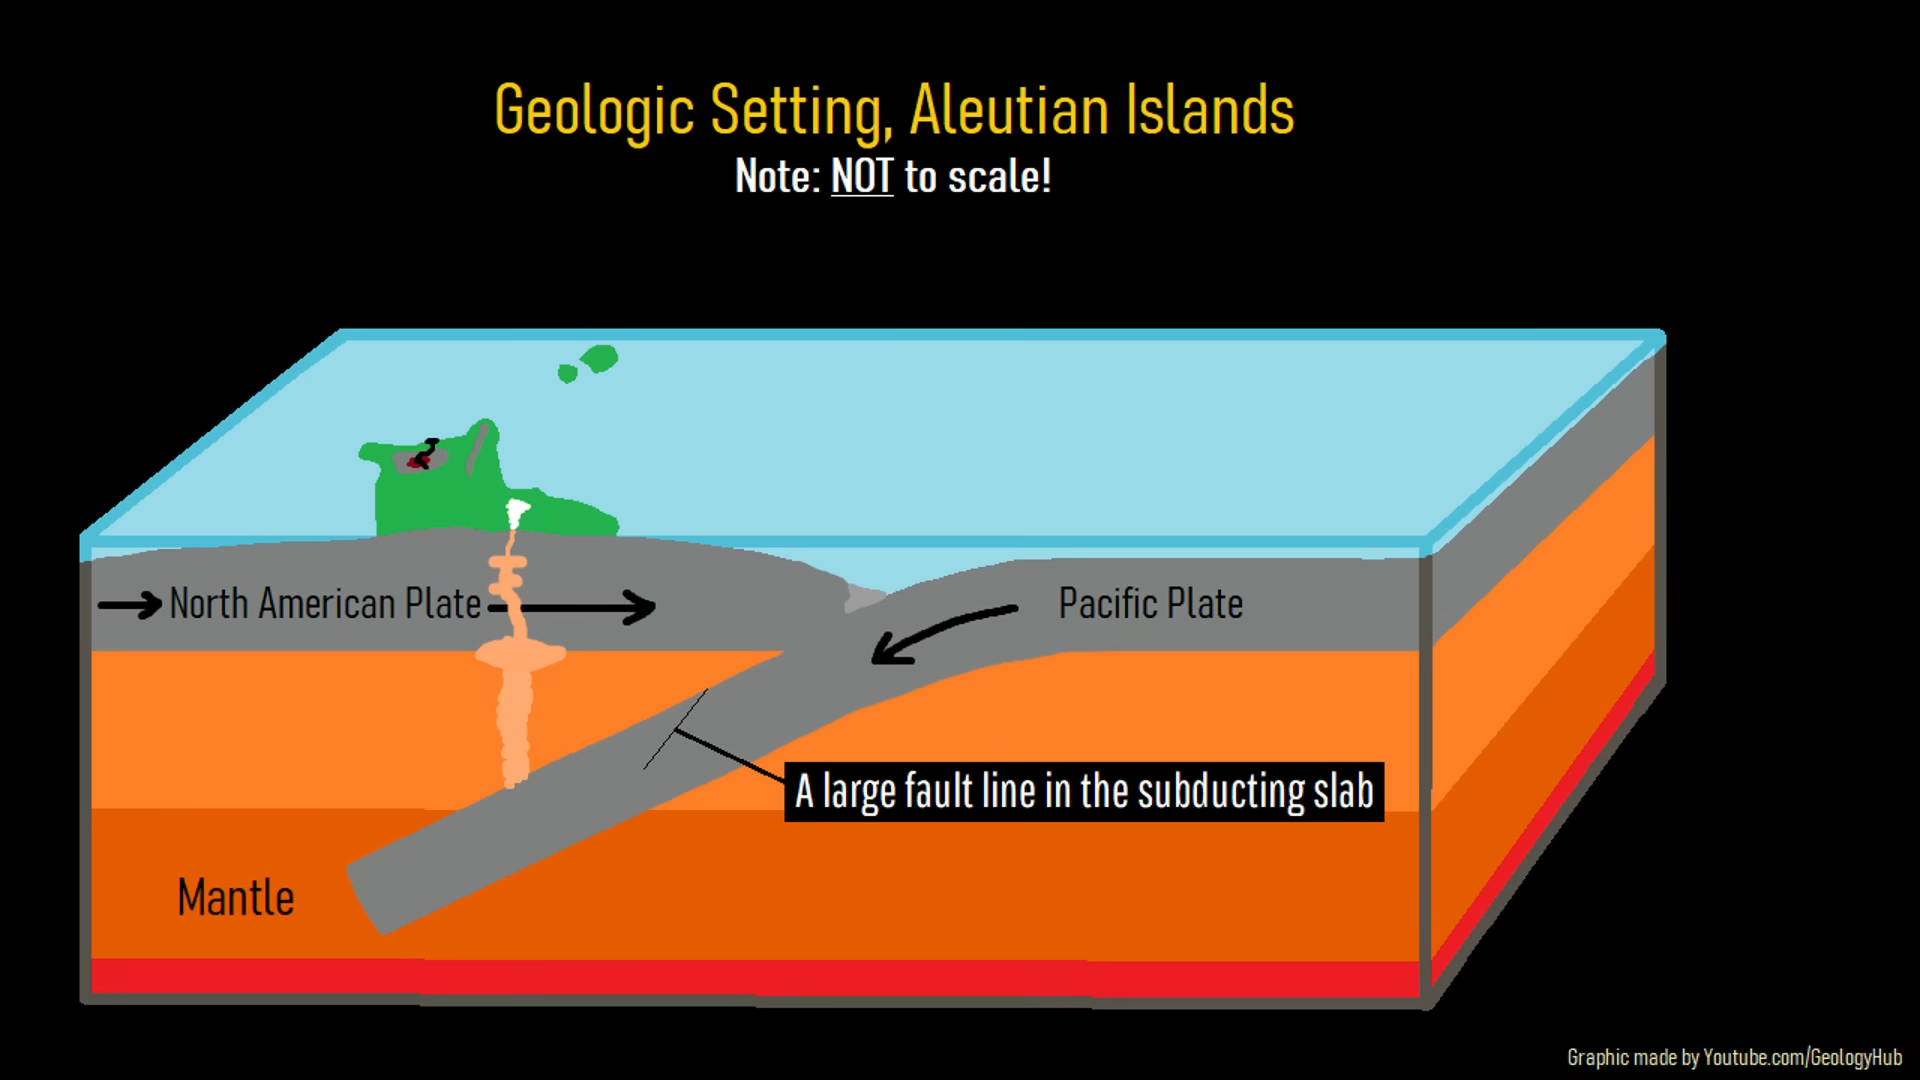 Geologic Setting, Aleutian Islands
Note: NOT to scale!
North American Plate
Pacific Plate
A large fault line in the subducting slab
Mantle
Graphic made by Youtube.com/GeologyHub